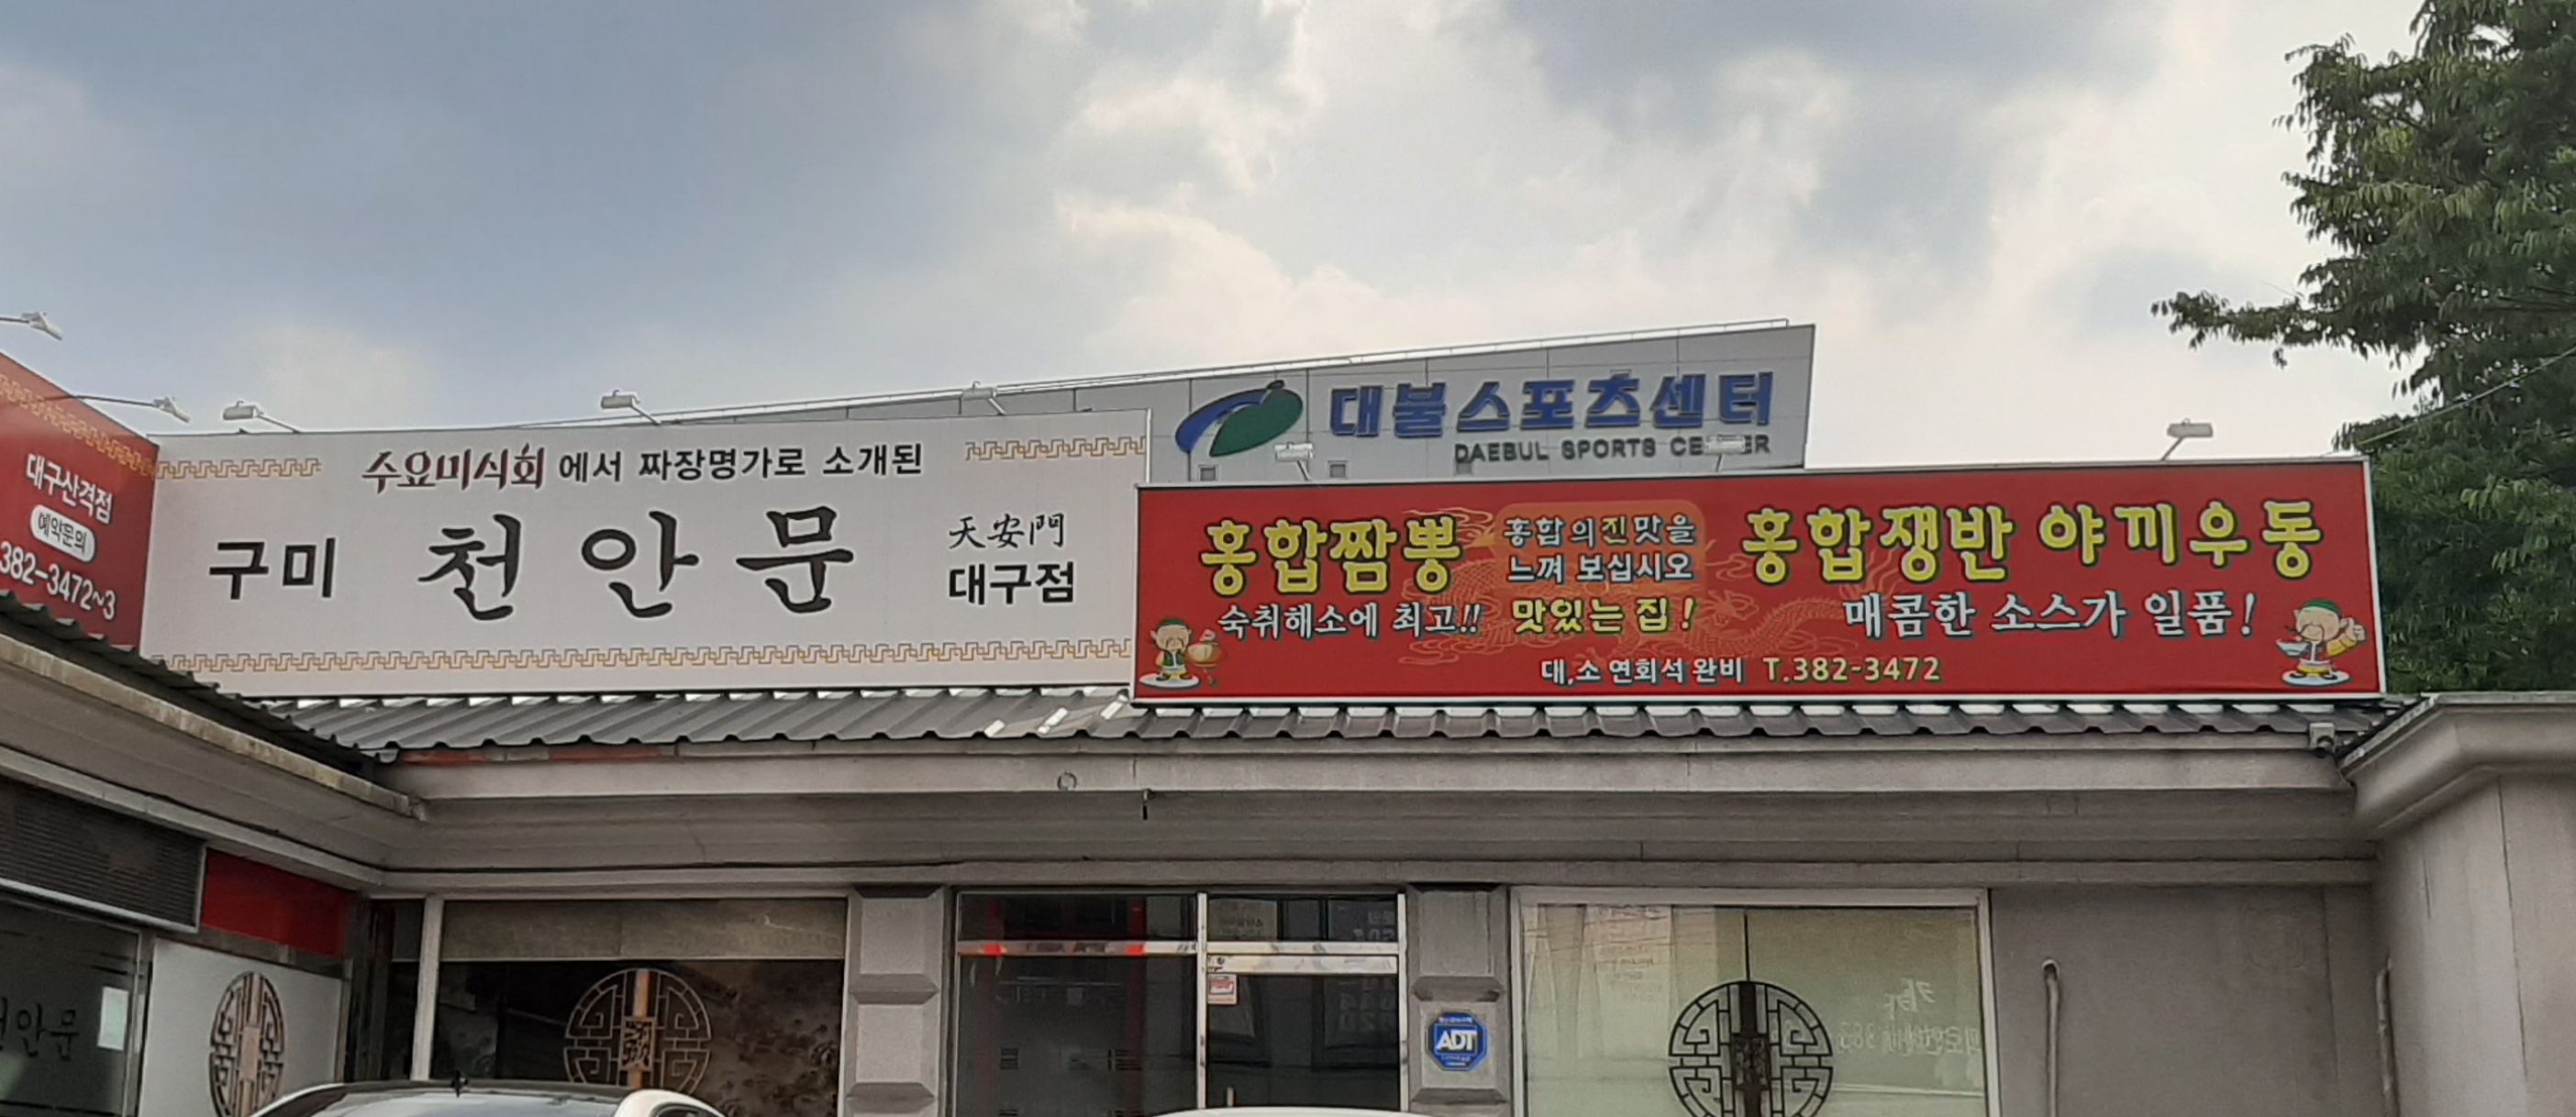 대불스포츠센터
DAEBUL SPORTS CENTER
대구산격점
예약문의
382-3472~3
수요미식회에서 짜장명가로 소개된
구미 천안문 天安門
대구점
홍합짬뽕
숙취해소에 최고!!
홍합의진맛을
느껴 보십시오
맛있는 집!
홍합쟁반 야끼우동
매콤한 소스가 일품!
대,소 연회석 완비 T.382-3472
안문
ADT